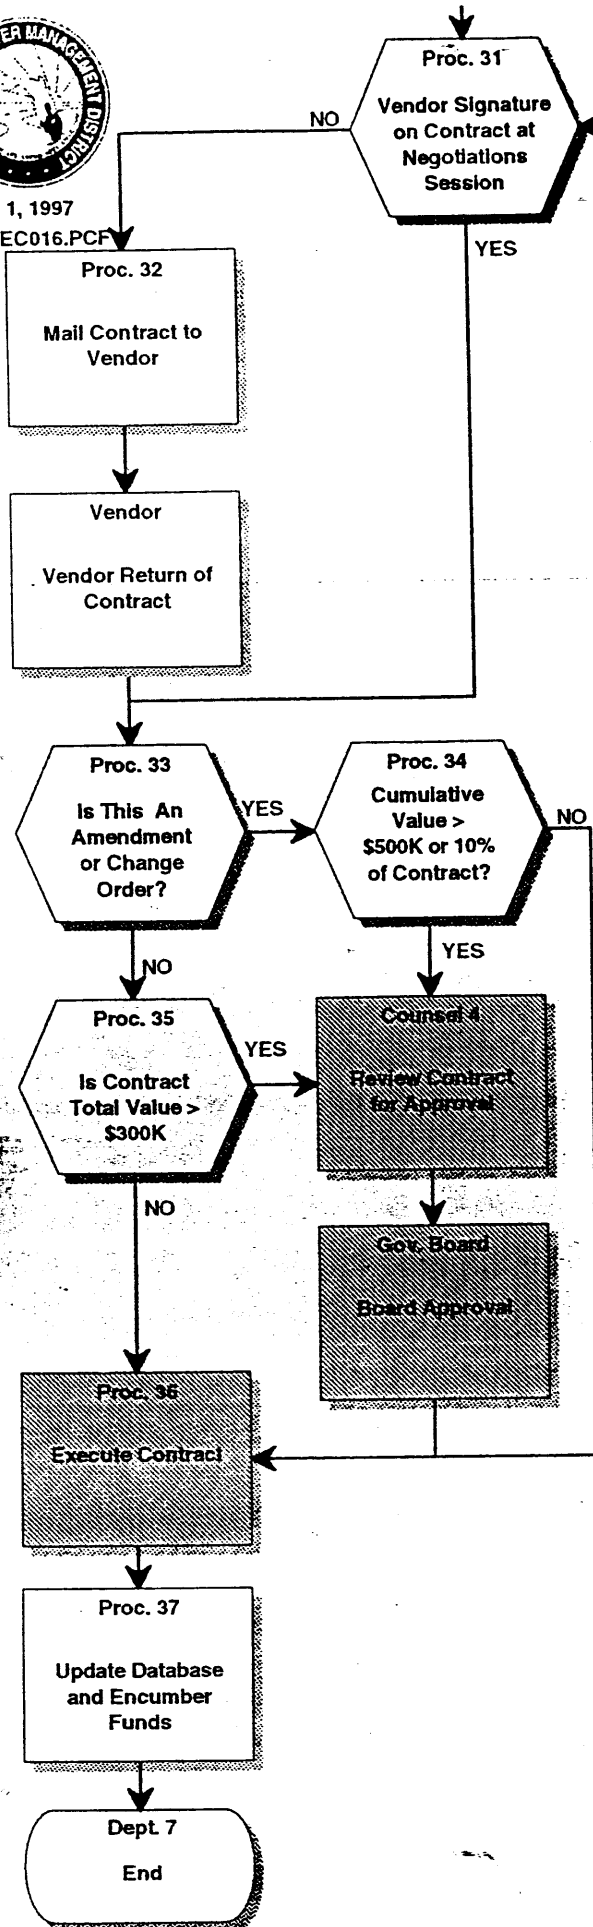 ER MANAGEMENT DISTRICT
1, 1997
EC016.PCF
Proc. 31
Vendor Signature
on Contract at
Negotiations
Session
NO
YES
Proc. 32
Mail Contract to
Vendor
Vendor
Vendor Return of
Contract
Proc. 33
Is This An
Amendment
or Change
Order?
YES
NO
Proc. 34
Cumulative
Value >
$500K or 10%
of Contract?
NO
YES
Proc. 35
Is Contract
Total Value >
$300K
YES
NO
Counsel 4
Review Contract
for Approval
Gov. Board
Board Approval
Proc. 36
Execute Contract
Proc. 37
Update Database
and Encumber
Funds
Dept. 7
End